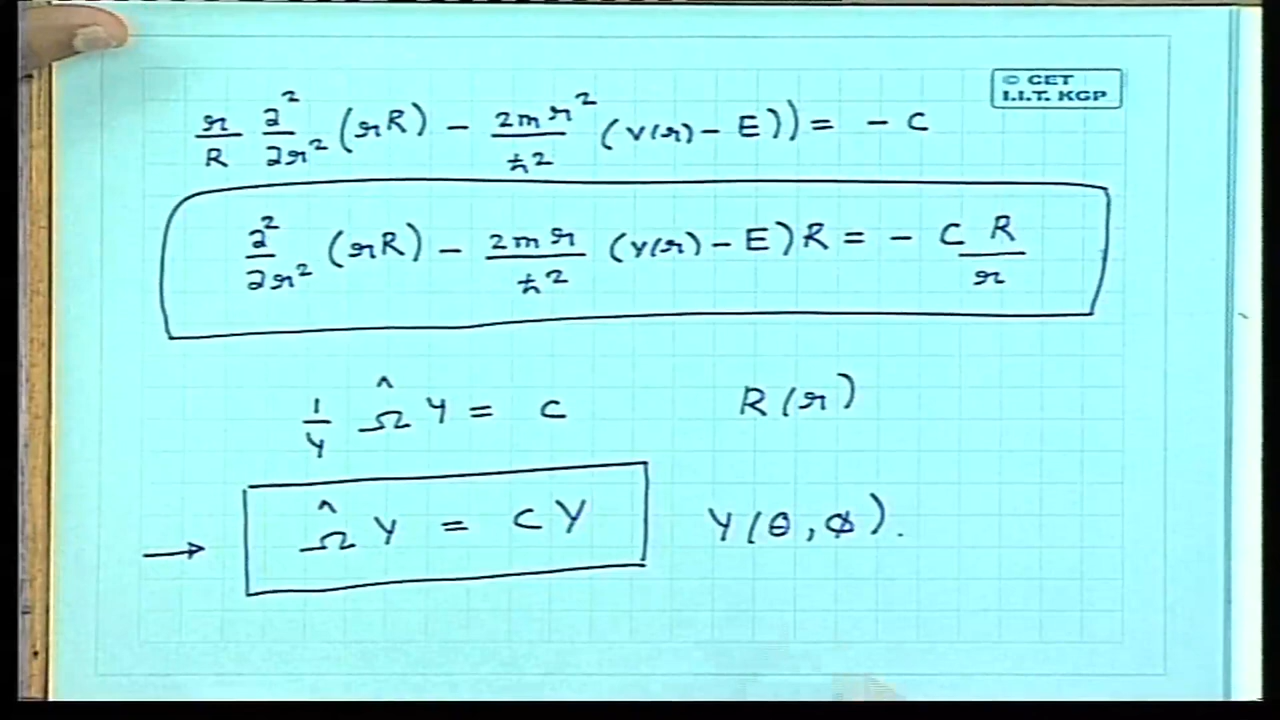 © CET
I.I.T. KGP
r/R ∂²/∂r² (rR) − 2mr²/ħ² (V(r) − E)) = − C
∂²/∂r² (rR) − 2mr/ħ² (V(r) − E) R = − C R/r
1/Y Ω̂ Y = C R(r)
→ Ω̂ Y = C Y Y(θ, φ).